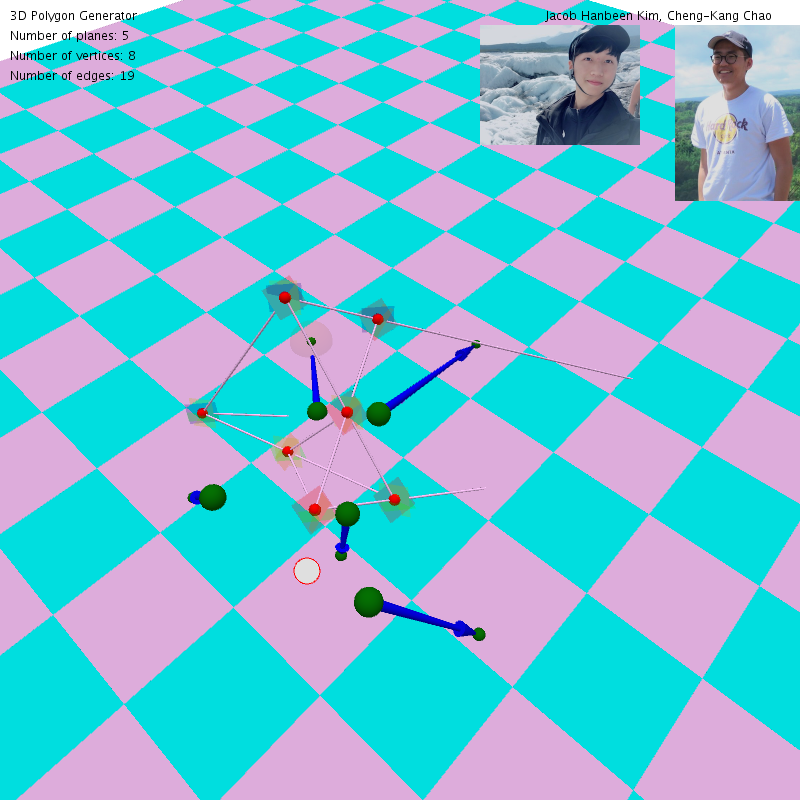 3D Polygon Generator
Jacob Hanbeen Kim, Cheng-Kang Chao
Number of planes: 5
Number of vertices: 8
Number of edges: 19